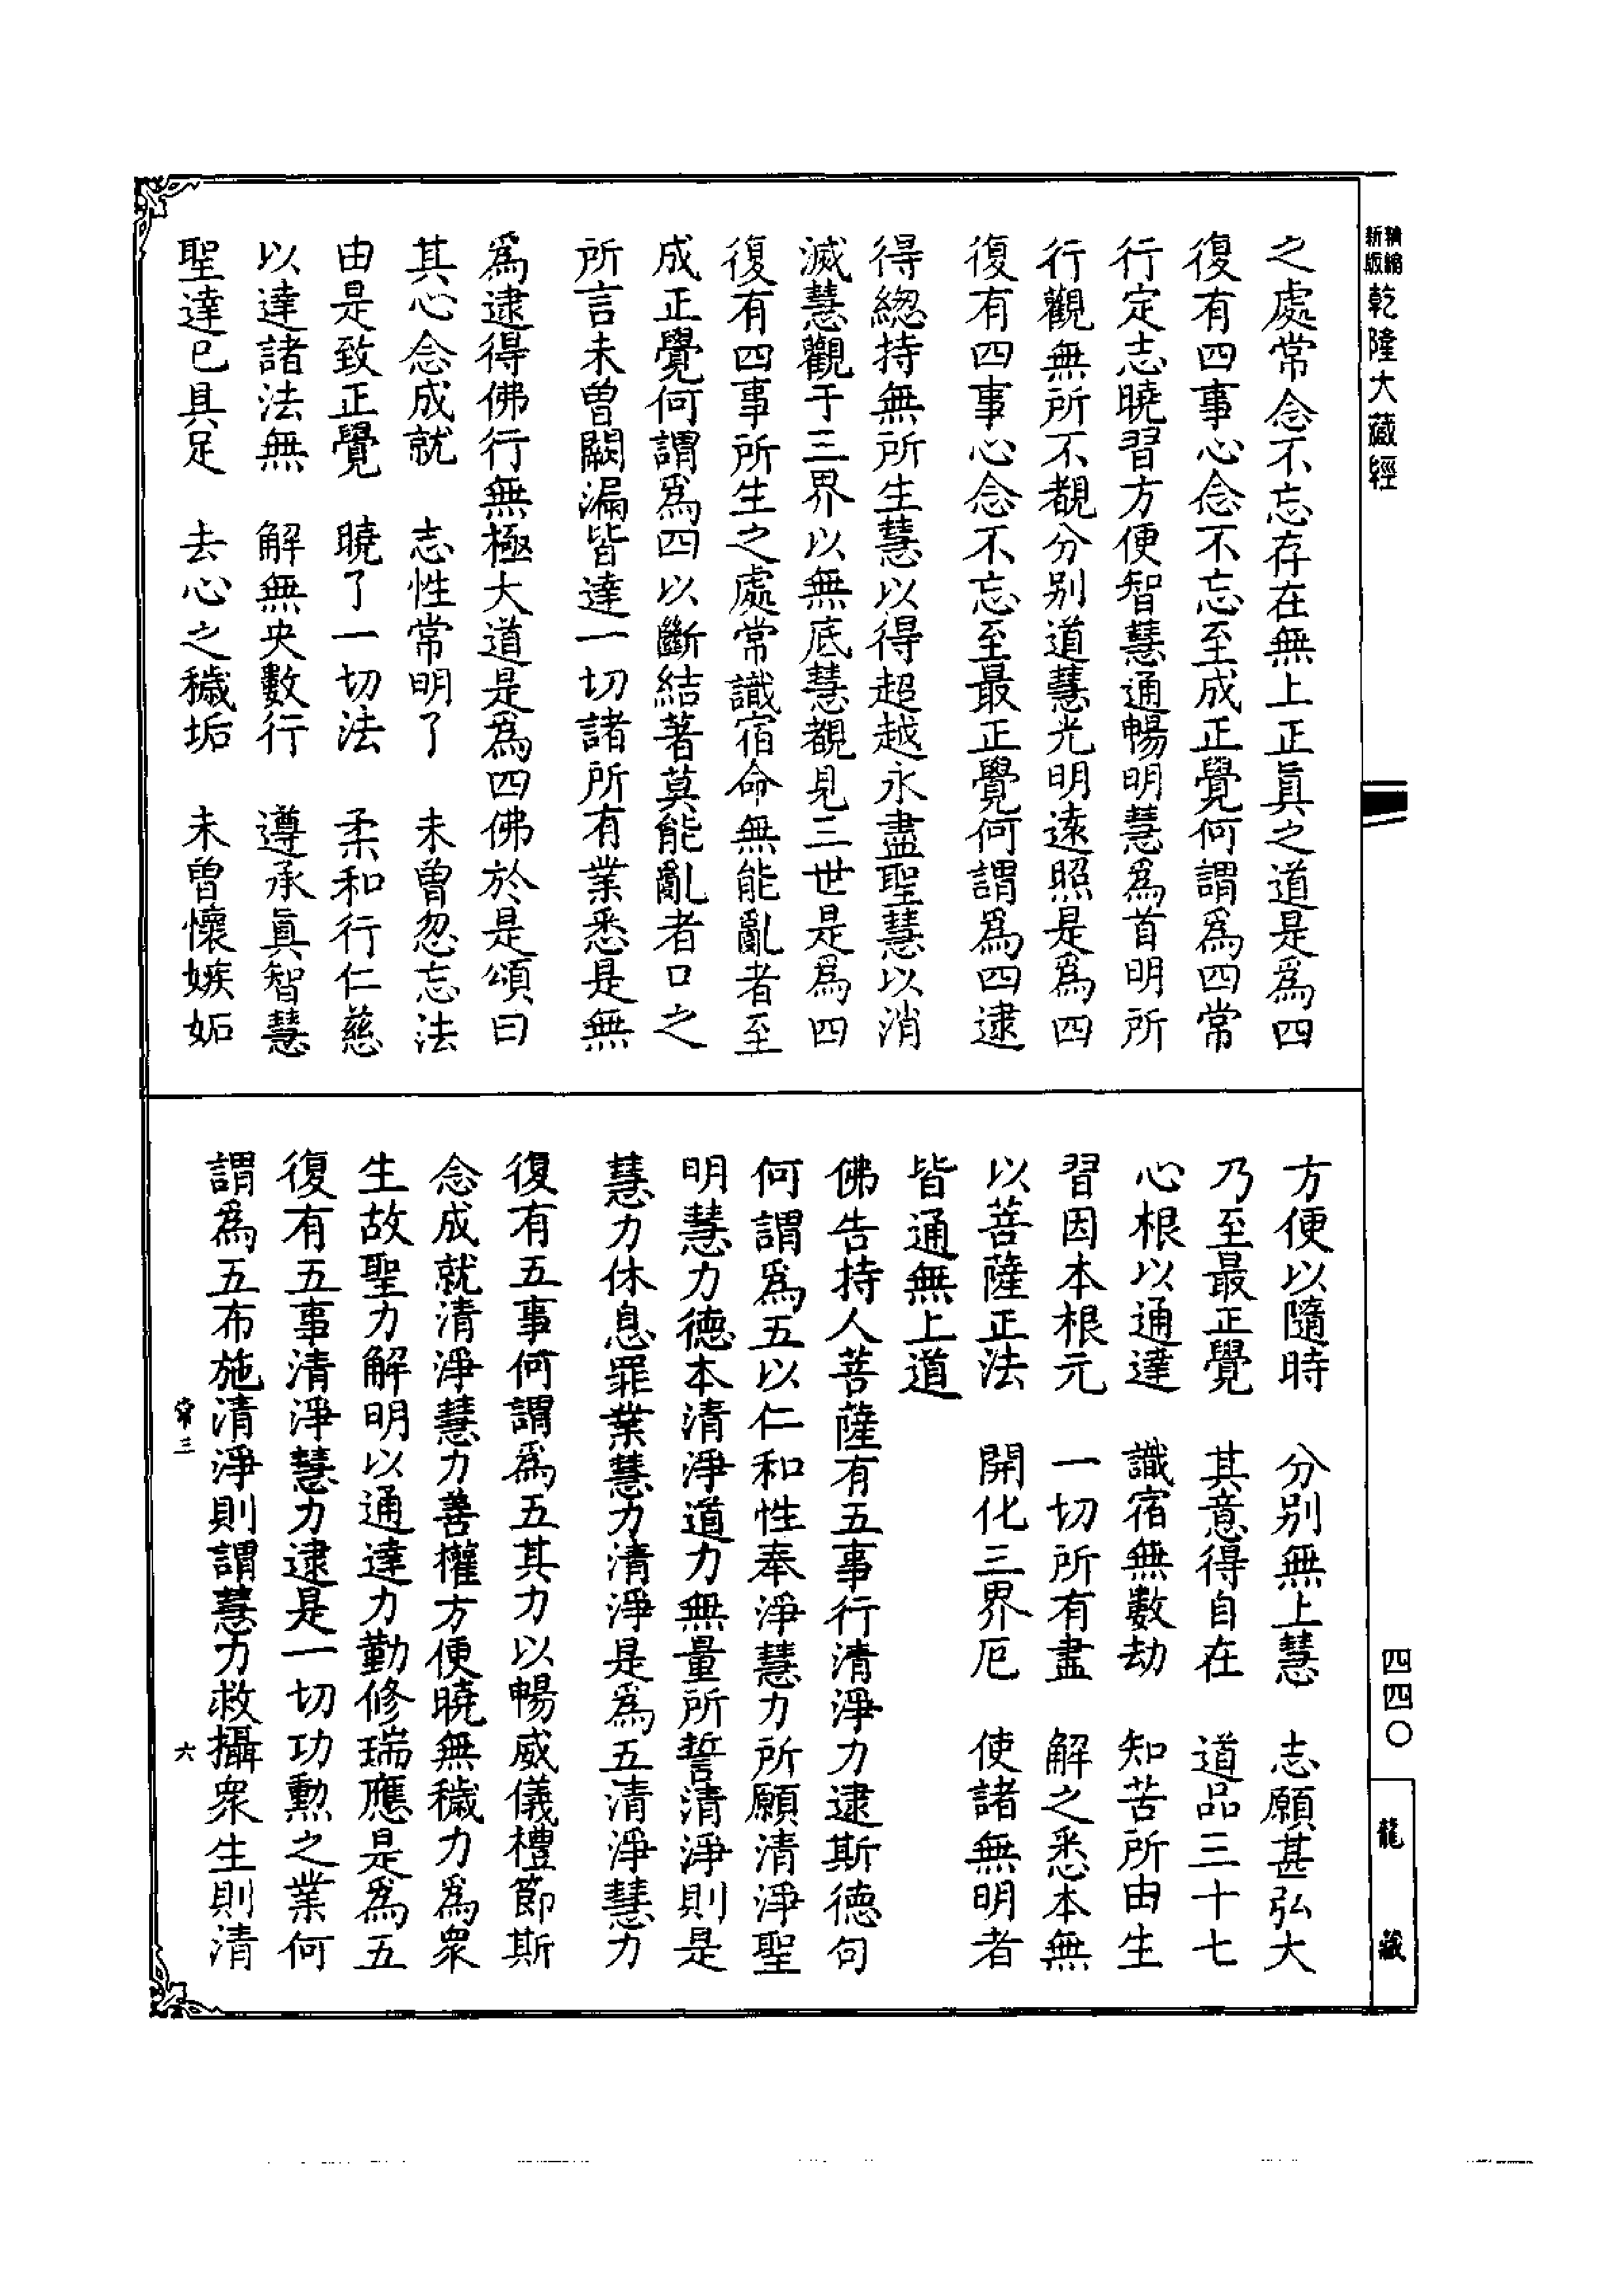 精縮新版乾隆大藏經
之處常念不忘存在無上正眞之道是爲四
復有四事心念不忘至成正覺何謂爲四常
行定志曉習方便智慧通暢明慧爲首明所
行觀無所不覩分别道慧光明遠照是爲四
復有四事心念不忘至最正覺何謂爲四逮
得總持無所生慧以得超越永盡聖慧以消
滅慧觀于三界以無底慧覩見三世是爲四
復有四事所生之處常識宿命無能亂者至
成正覺何謂爲四以斷結著莫能亂者口之
所言未曾闕漏皆達一切諸所有業悉是無
爲逮得佛行無極大道是爲四佛於是頌曰
其心念成就　志性常明了　未曾忽忘法
由是致正覺　曉了一切法　柔和行仁慈
以達諸法無　解無央數行　遵承眞智慧
聖達已具足　去心之穢垢　未曾懷嫉妬
方便以隨時　分别無上慧　志願甚弘大
乃至最正覺　其意得自在　道品三十七
心根以通達　識宿無數劫　知苦所由生
習因本根元　一切所有盡　解之悉本無
以菩薩正法　開化三界厄　使諸無明者
皆通無上道
佛告持人菩薩有五事行清淨力逮斯德句
何謂爲五以仁和性奉淨慧力所願清淨聖
明慧力德本清淨道力無量所誓清淨則是
慧力休息罪業慧力清淨是爲五清淨慧力
復有五事何謂爲五其力以暢威儀禮節斯
念成就清淨慧力善權方便曉無穢力爲衆
生故聖力解明以通達力勤修瑞應是爲五
復有五事清淨慧力逮是一切功勲之業何
謂爲五布施清淨則謂慧力救攝衆生則清
常三　六
四四〇
龍藏